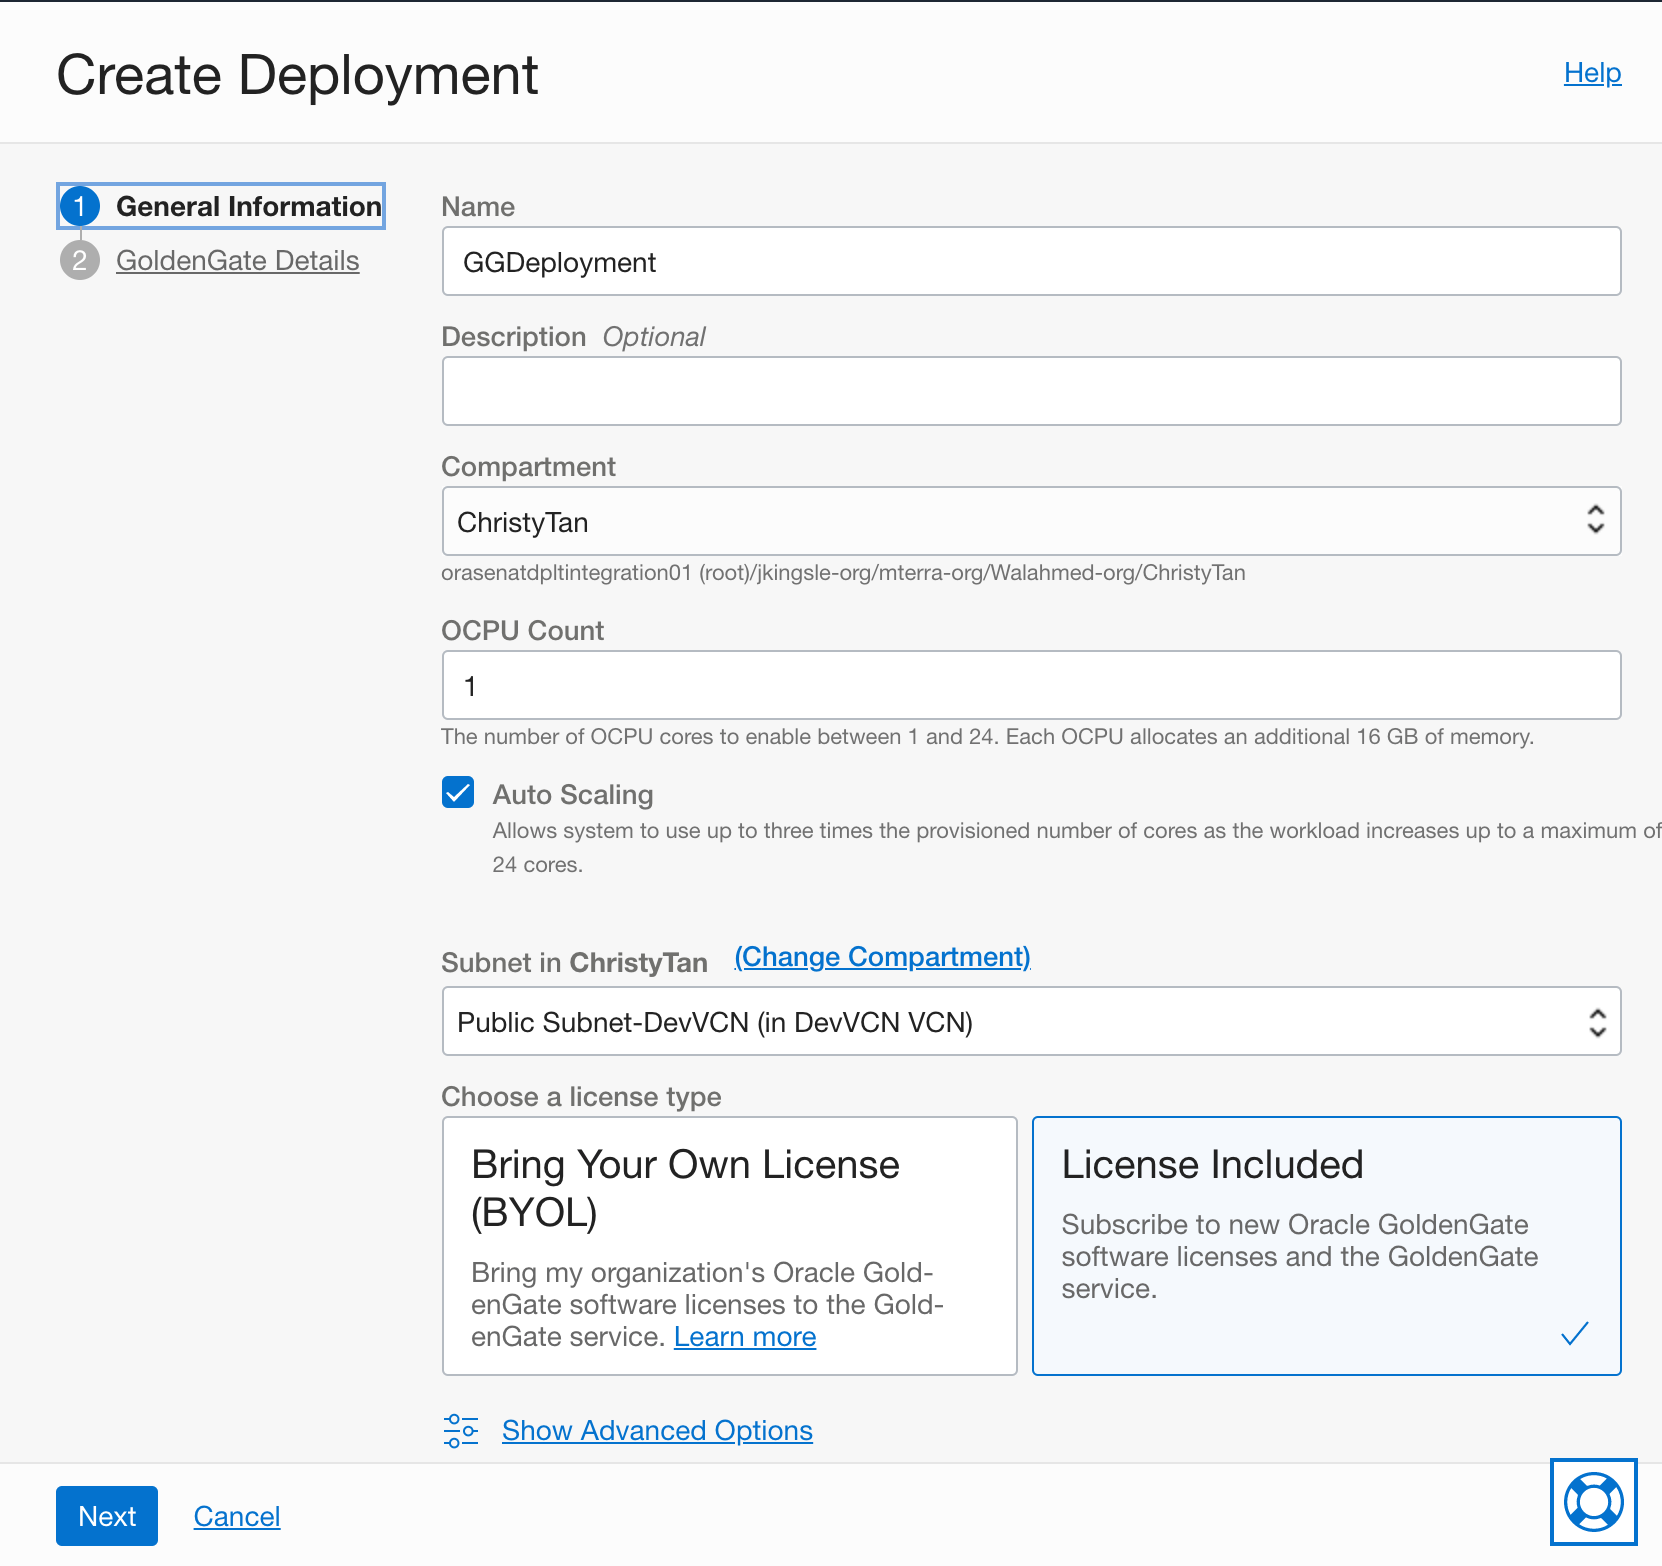 Create Deployment
Help
1 General Information
2 GoldenGate Details
Name
GGDeployment
Description Optional
Compartment
ChristyTan
orasenatdpltintegration01 (root)/jkingsle-org/mterra-org/Walahmed-org/ChristyTan
OCPU Count
1
The number of OCPU cores to enable between 1 and 24. Each OCPU allocates an additional 16 GB of memory.
Auto Scaling
Allows system to use up to three times the provisioned number of cores as the workload increases up to a maximum of
24 cores.
Subnet in ChristyTan (Change Compartment)
Public Subnet-DevVCN (in DevVCN VCN)
Choose a license type
Bring Your Own License
(BYOL)
Bring my organization's Oracle Gold-
enGate software licenses to the Gold-
enGate service. Learn more
License Included
Subscribe to new Oracle GoldenGate
software licenses and the GoldenGate
service.
Show Advanced Options
Next
Cancel